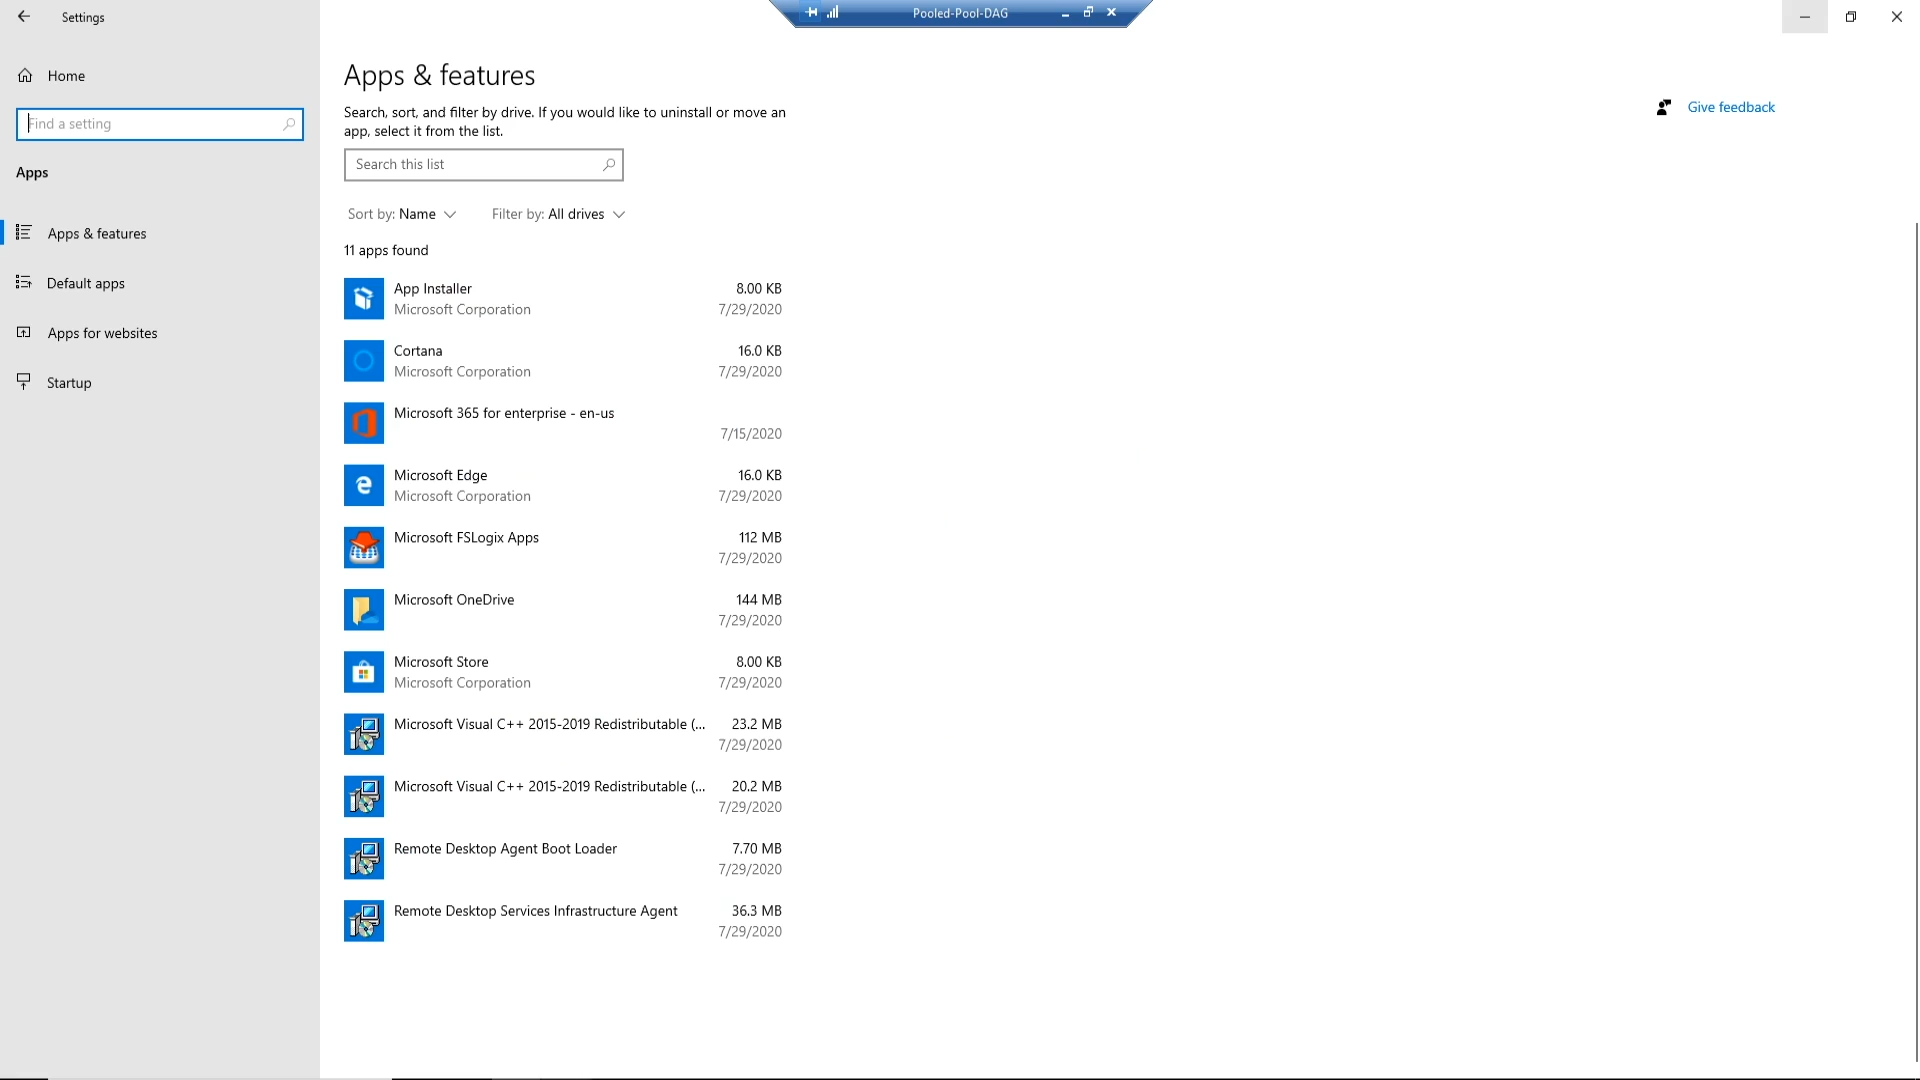 Settings
Pooled-Pool-DAG
Home
Find a setting
Apps
Apps & features
Default apps
Apps for websites
Startup
Apps & features
Search, sort, and filter by drive. If you would like to uninstall or move an
app, select it from the list.
Search this list
Sort by: Name
Filter by: All drives
11 apps found
App Installer 8.00 KB
Microsoft Corporation 7/29/2020
Cortana 16.0 KB
Microsoft Corporation 7/29/2020
Microsoft 365 for enterprise - en-us
7/15/2020
Microsoft Edge 16.0 KB
Microsoft Corporation 7/29/2020
Microsoft FSLogix Apps 112 MB
7/29/2020
Microsoft OneDrive 144 MB
7/29/2020
Microsoft Store 8.00 KB
Microsoft Corporation 7/29/2020
Microsoft Visual C++ 2015-2019 Redistributable (... 23.2 MB
7/29/2020
Microsoft Visual C++ 2015-2019 Redistributable (... 20.2 MB
7/29/2020
Remote Desktop Agent Boot Loader 7.70 MB
7/29/2020
Remote Desktop Services Infrastructure Agent 36.3 MB
7/29/2020
Give feedback